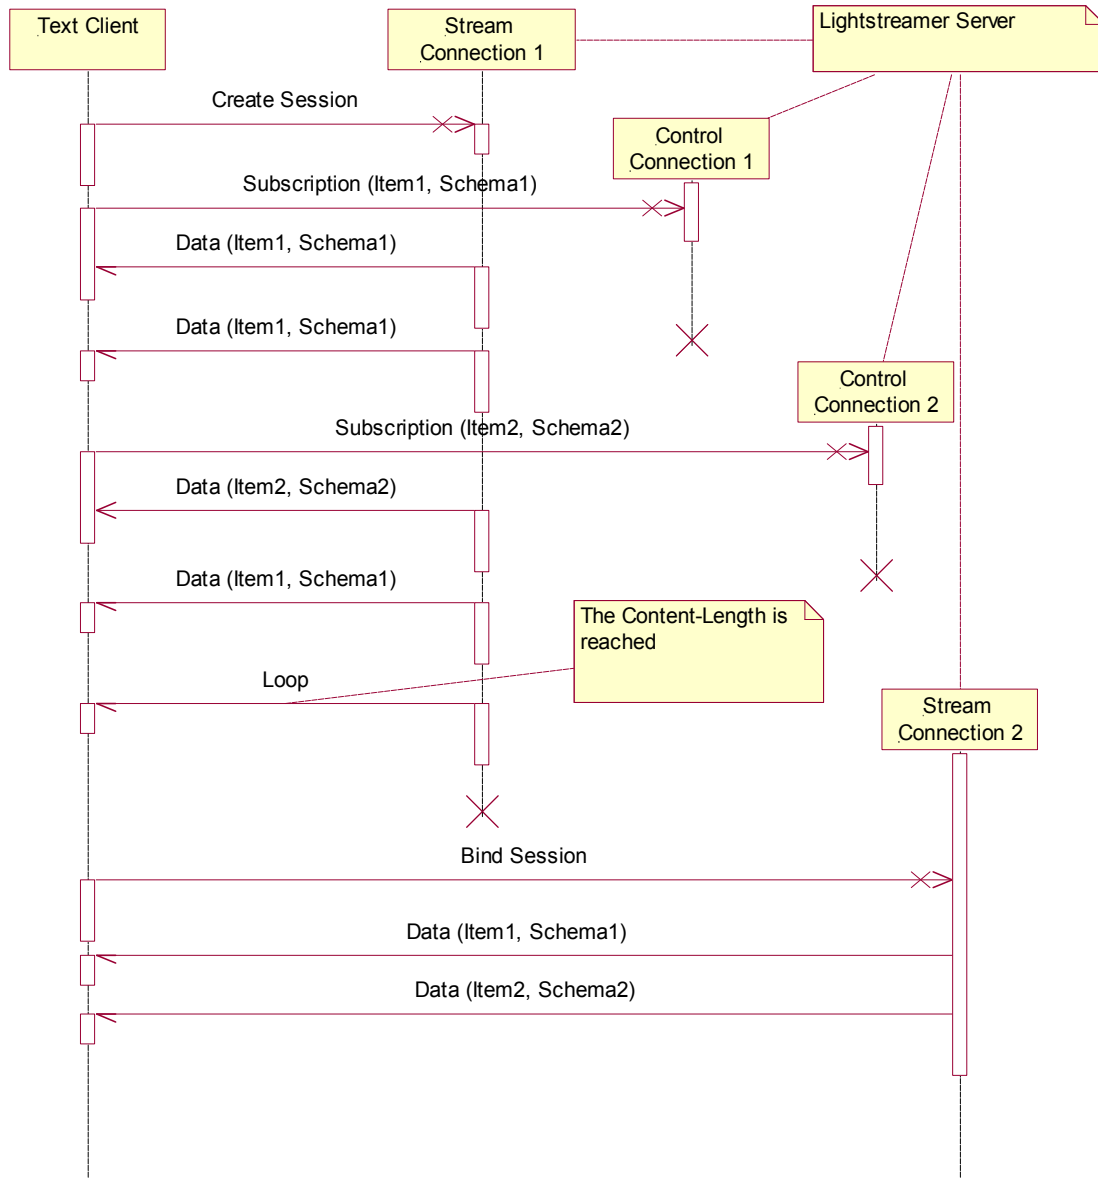 Text Client
Stream
Connection 1
Lightstreamer Server
Create Session
Control
Connection 1
Subscription (Item1, Schema1)
Data (Item1, Schema1)
Data (Item1, Schema1)
Control
Connection 2
Subscription (Item2, Schema2)
Data (Item2, Schema2)
Data (Item1, Schema1)
The Content-Length is
reached
Loop
Stream
Connection 2
Bind Session
Data (Item1, Schema1)
Data (Item2, Schema2)